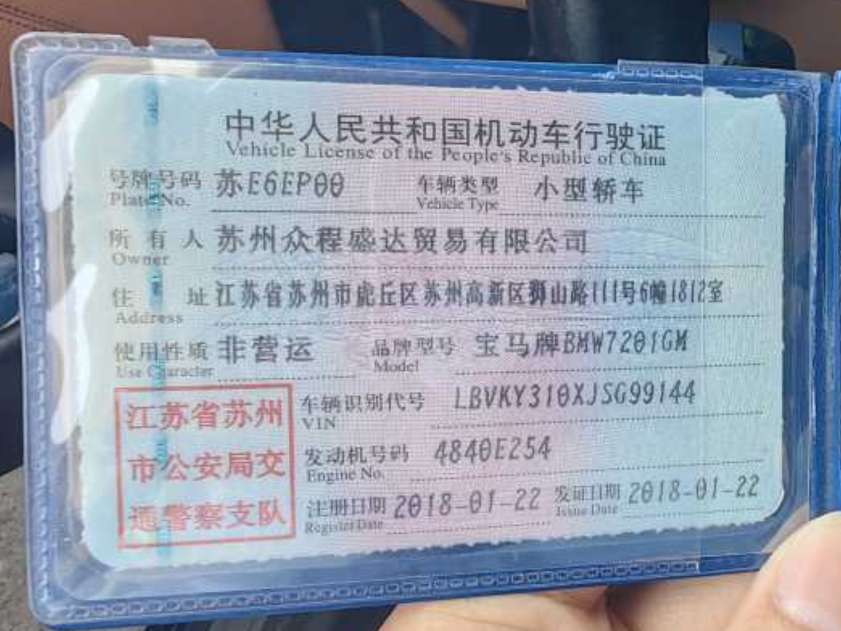 中华人民共和国机动车行驶证
Vehicle License of the People's Republic of China
号牌号码 苏E6EP00 车辆类型 小型轿车
Plate No. Vehicle Type
所有人 苏州众程盛达贸易有限公司
Owner
住址 江苏省苏州市虎丘区苏州高新区狮山路111号6幢1812室
Address
使用性质 非营运 品牌型号 宝马牌BMW7201GM
Use Character Model
江苏省苏州
市公安局交
通警察支队
车辆识别代号 LBVKY310XJSG99144
VIN
发动机号码 4840E254
Engine No.
注册日期 2018-01-22 发证日期 2018-01-22
Register Date Issue Date